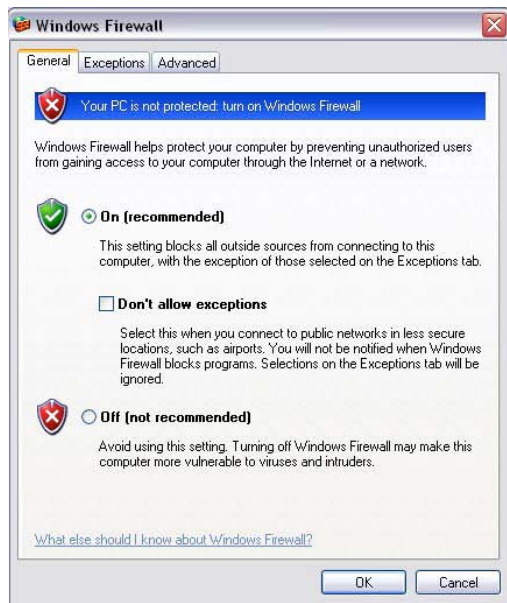 Windows Firewall
General Exceptions Advanced
Your PC is not protected: turn on Windows Firewall
Windows Firewall helps protect your computer by preventing unauthorized users
from gaining access to your computer through the Internet or a network.
On (recommended)
This setting blocks all outside sources from connecting to this
computer, with the exception of those selected on the Exceptions tab.
Don't allow exceptions
Select this when you connect to public networks in less secure
locations, such as airports. You will not be notified when Windows
Firewall blocks programs. Selections on the Exceptions tab will be
ignored.
Off (not recommended)
Avoid using this setting. Turning off Windows Firewall may make this
computer more vulnerable to viruses and intruders.
What else should I know about Windows Firewall?
OK Cancel